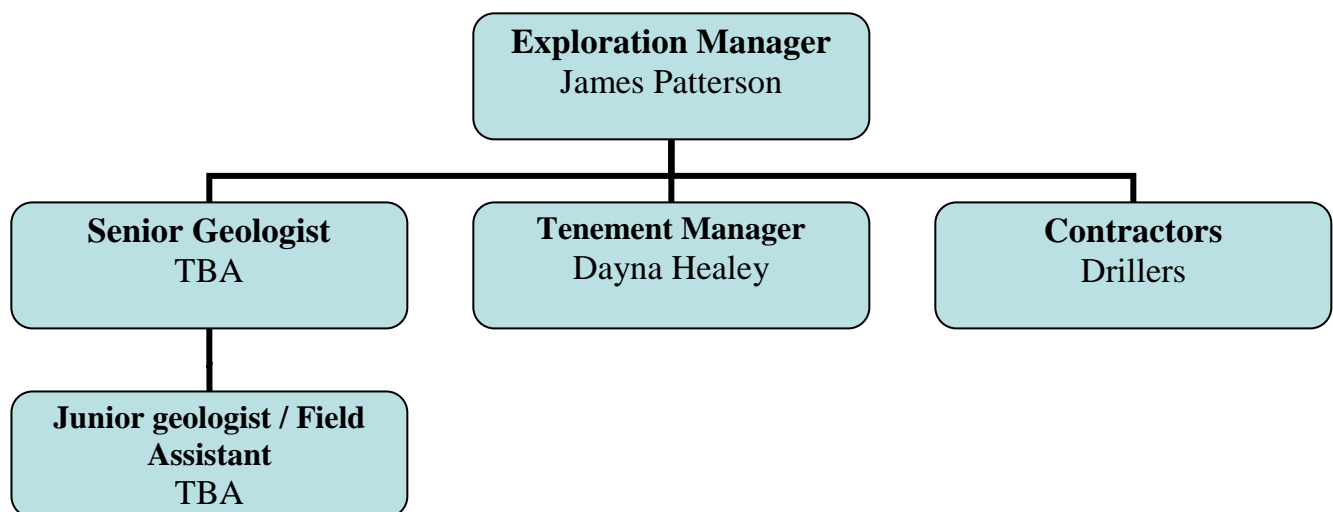 Exploration Manager
James Patterson
Senior Geologist
TBA
Tenement Manager
Dayna Healey
Contractors
Drillers
Junior geologist / Field
Assistant
TBA